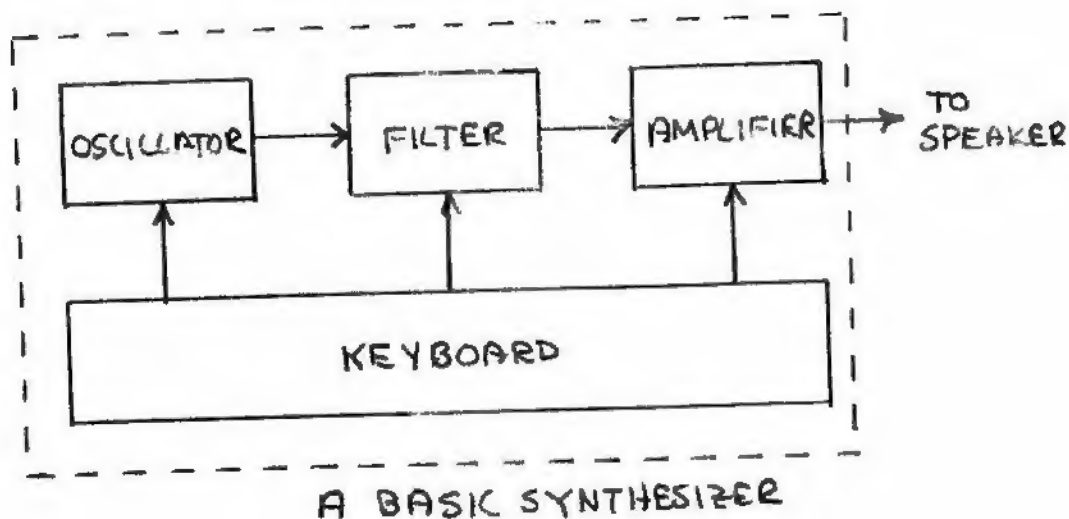 OSCILLATOR
FILTER
AMPLIFIER
TO
SPEAKER
KEYBOARD
A BASIC SYNTHESIZER